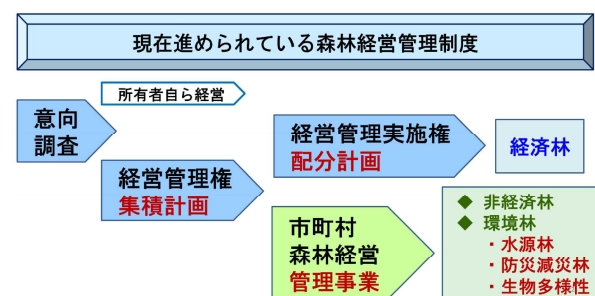 現在進められている森林経営管理制度
所有者自ら経営
意向
調査
経営管理権
集積計画
経営管理実施権
配分計画
経済林
市町村
森林経営
管理事業
◆ 非経済林
◆ 環境林
・水源林
・防災減災林
・生物多様性